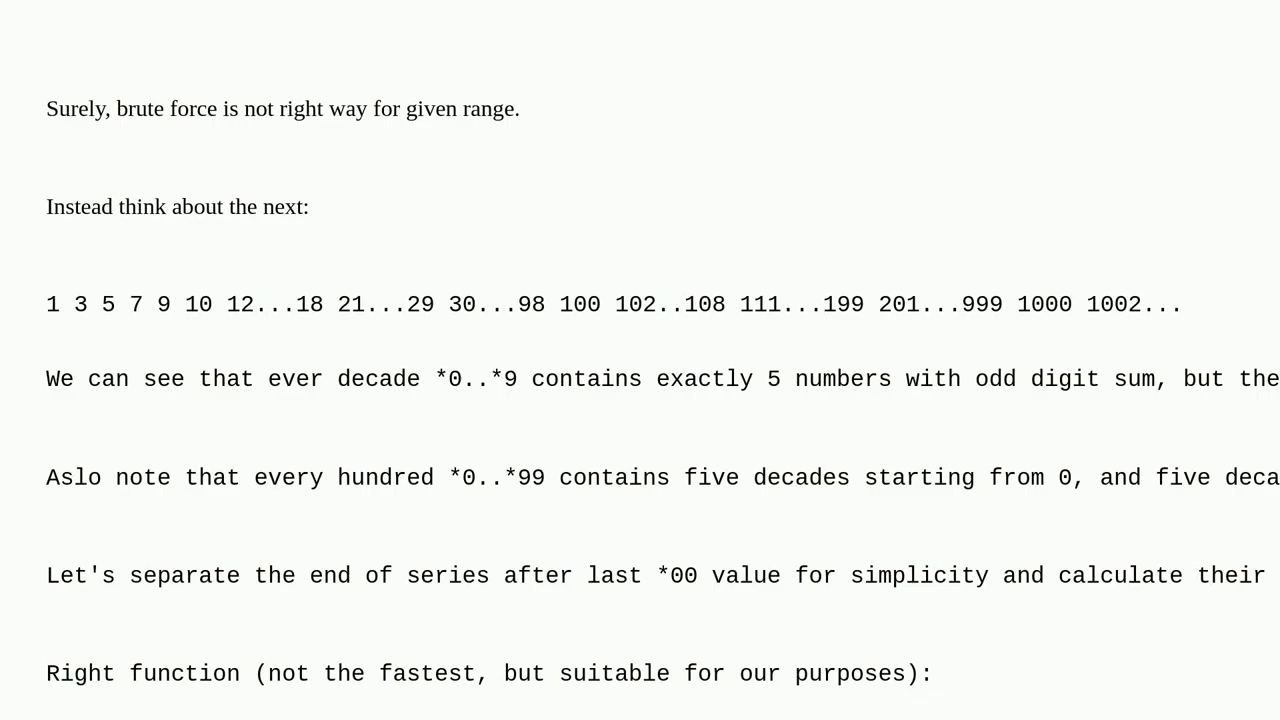 Surely, brute force is not right way for given range.
Instead think about the next:
1 3 5 7 9 10 12...18 21...29 30...98 100 102..108 111...199 201...999 1000 1002...
We can see that ever decade *0..*9 contains exactly 5 numbers with odd digit sum, but the
Aslo note that every hundred *0..*99 contains five decades starting from 0, and five deca
Let's separate the end of series after last *00 value for simplicity and calculate their
Right function (not the fastest, but suitable for our purposes):